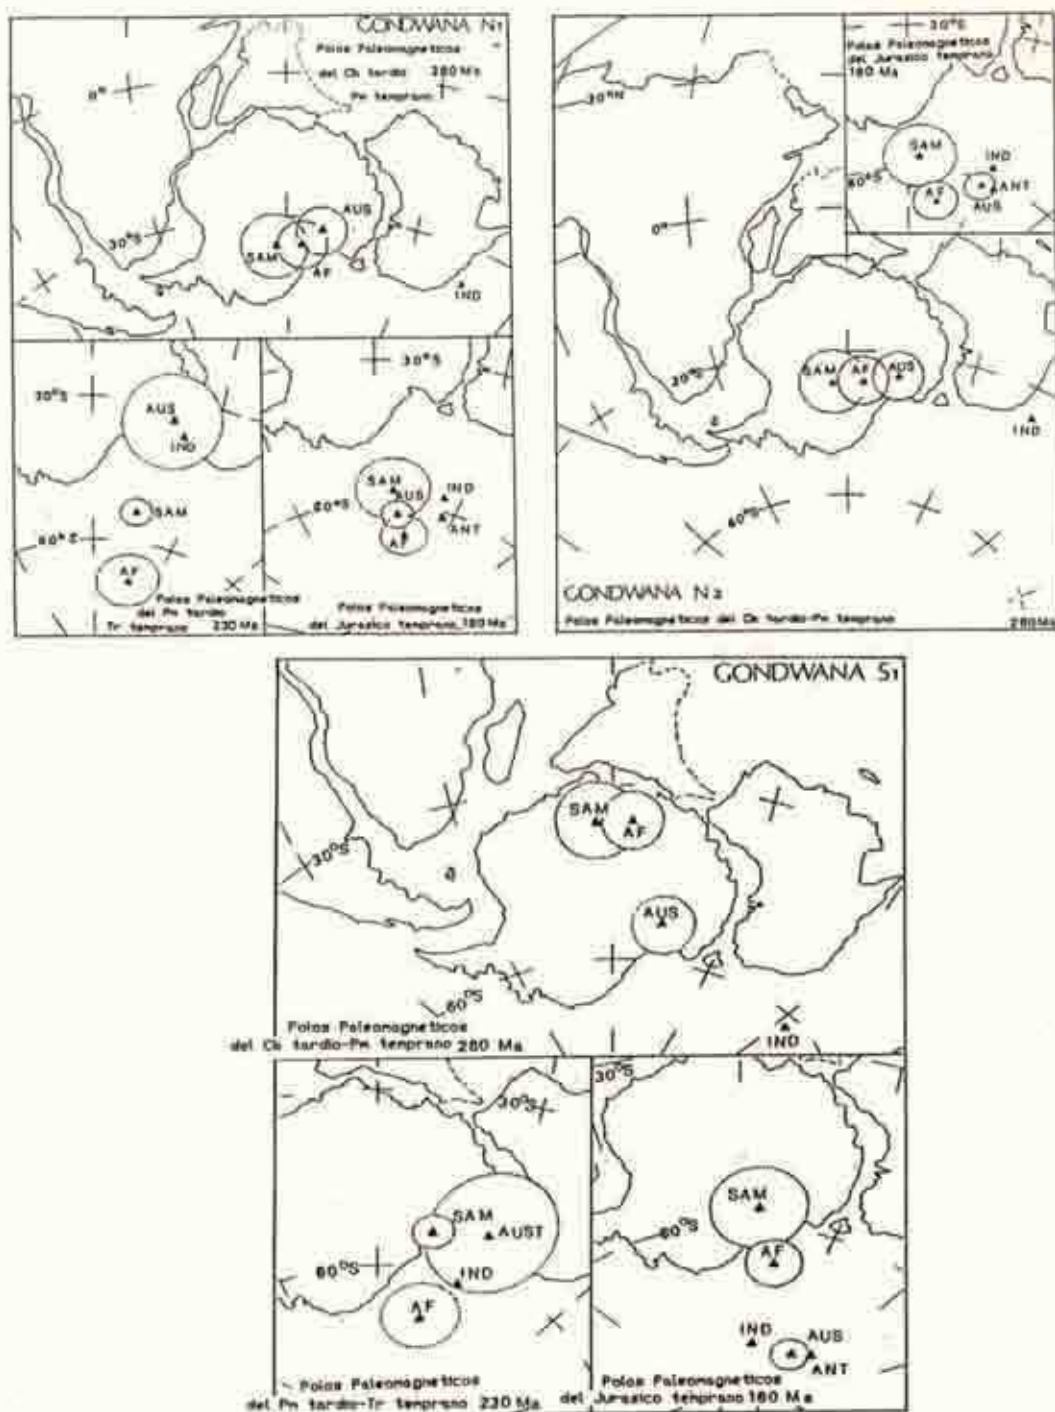 GONDWANA N1
Polos Paleomagneticos
del Cb tardio 280 Ma
Pm temprano
0°
30°S
SAM
AF
AUS
IND
30°S
AUS
IND
SAM
60°S
AF
Polos Paleomagneticos
del Pm tardio
Tr temprano 230 Ma
30°S
SAM
AUS
IND
60°S
ANT
AF
Polos Paleomagneticos
del Jurasico temprano 180 Ma
30°S
Polos Paleomagneticos
del Jurasico temprano
180 Ma
30°N
SAM
IND
60°S
AF
ANT
AUS
0°
30°S
SAM
AF
AUS
IND
60°S
GONDWANA N2
Polos Paleomagneticos del Cb tardio-Pm temprano 280 Ma
GONDWANA S1
SAM
AF
30°S
AUS
60°S
Polos Paleomagneticos
del Cb tardio-Pm temprano 280 Ma
IND
30°S
SAM
AUST
60°S
IND
AF
Polos Paleomagneticos
del Pm tardio-Tr temprano 230 Ma
30°S
SAM
60°S
AF
IND
AUS
ANT
Polos Paleomagneticos
del Jurasico temprano 180 Ma